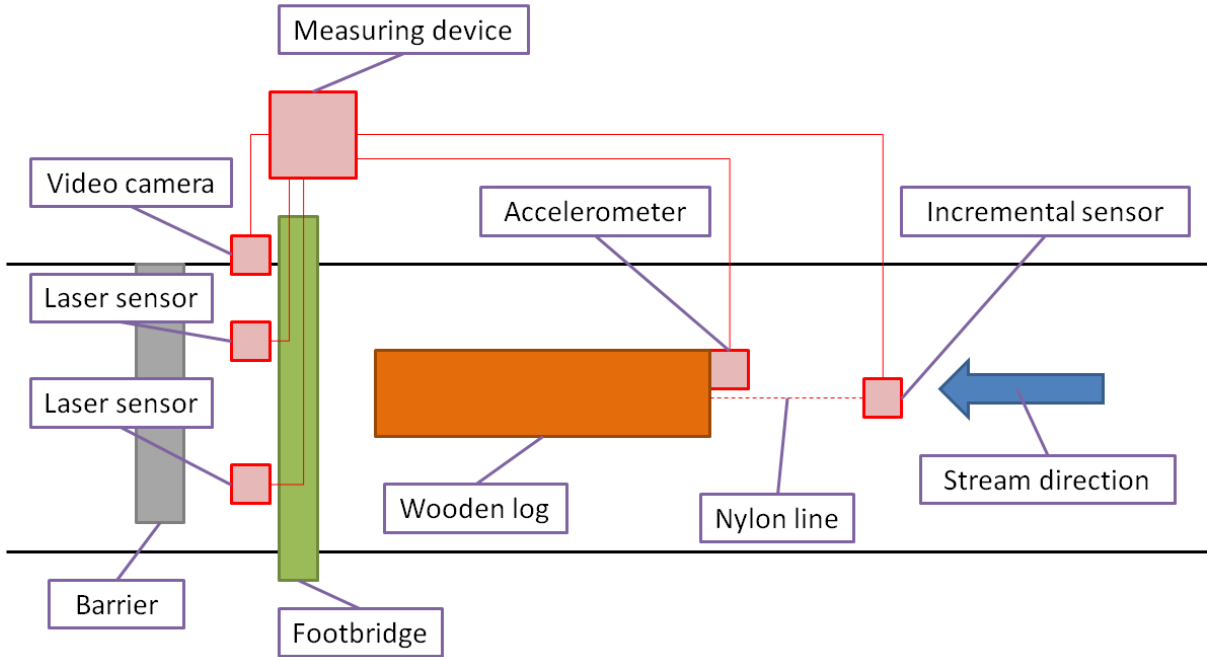 Measuring device
Video camera
Accelerometer
Incremental sensor
Laser sensor
Laser sensor
Wooden log
Nylon line
Stream direction
Barrier
Footbridge